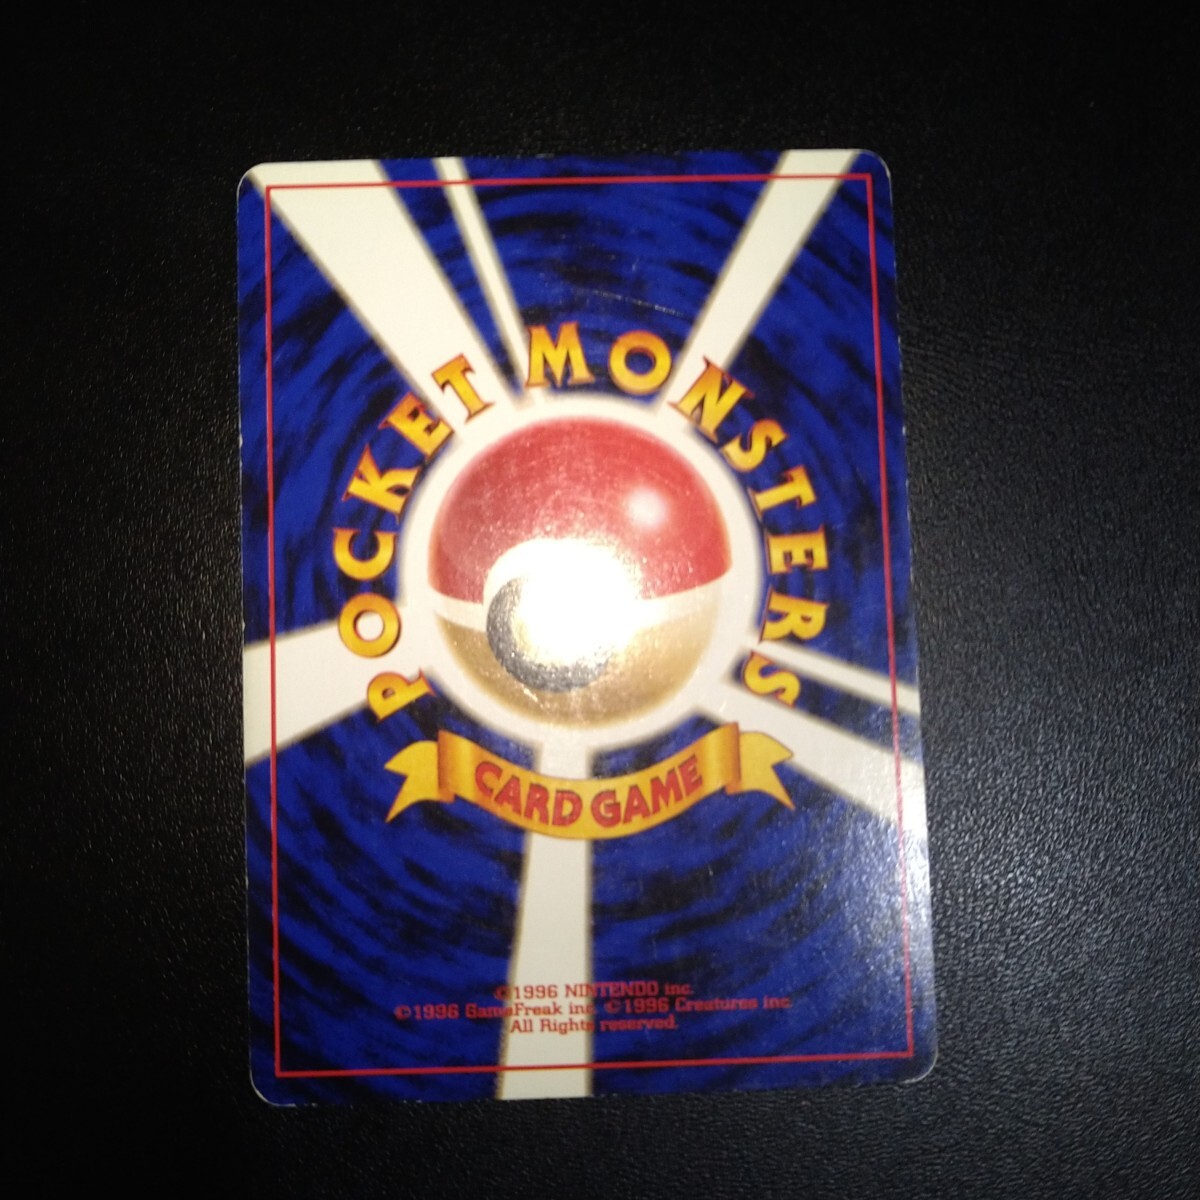 POCKET MONSTERS
CARD GAME
©1996 NINTENDO inc.
©1996 GameFreak inc. ©1996 Creatures inc.
All Rights reserved.